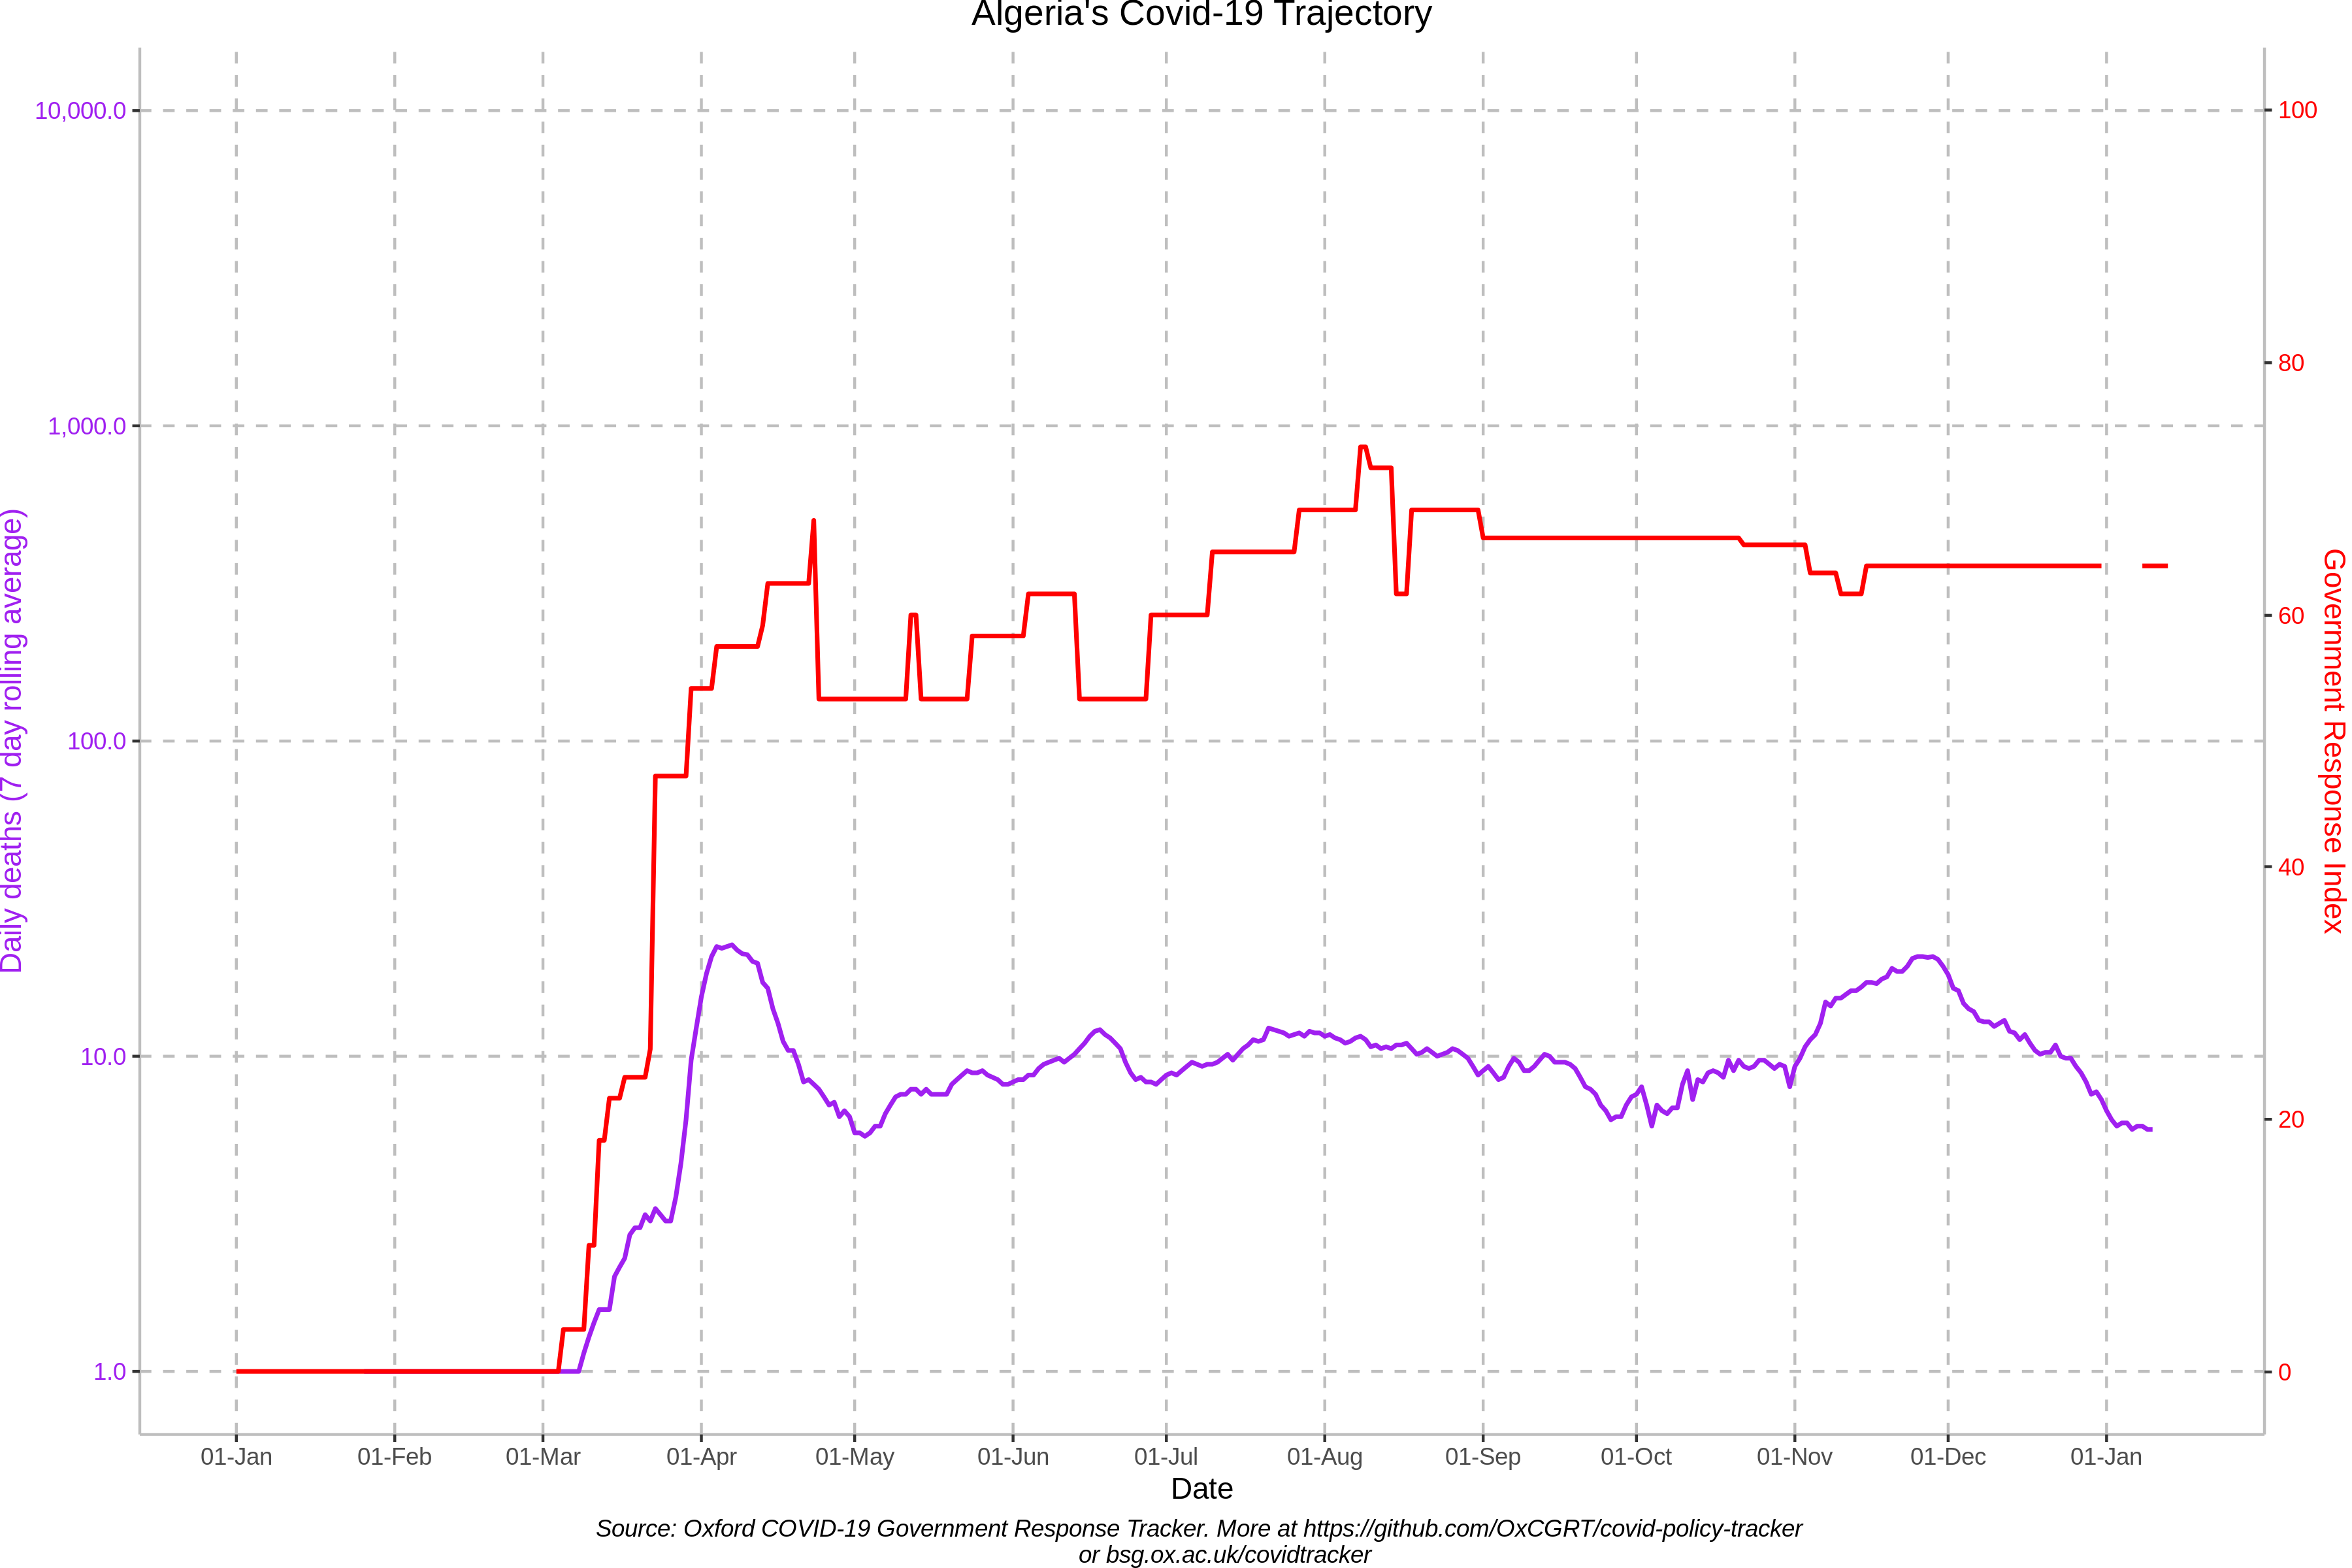 Algeria's Covid-19 Trajectory
10,000.0
1,000.0
100.0
10.0
1.0
Daily deaths (7 day rolling average)
100
80
60
40
20
0
Government Response Index
01-Jan 01-Feb 01-Mar 01-Apr 01-May 01-Jun 01-Jul 01-Aug 01-Sep 01-Oct 01-Nov 01-Dec 01-Jan
Date
Source: Oxford COVID-19 Government Response Tracker. More at https://github.com/OxCGRT/covid-policy-tracker
or bsg.ox.ac.uk/covidtracker